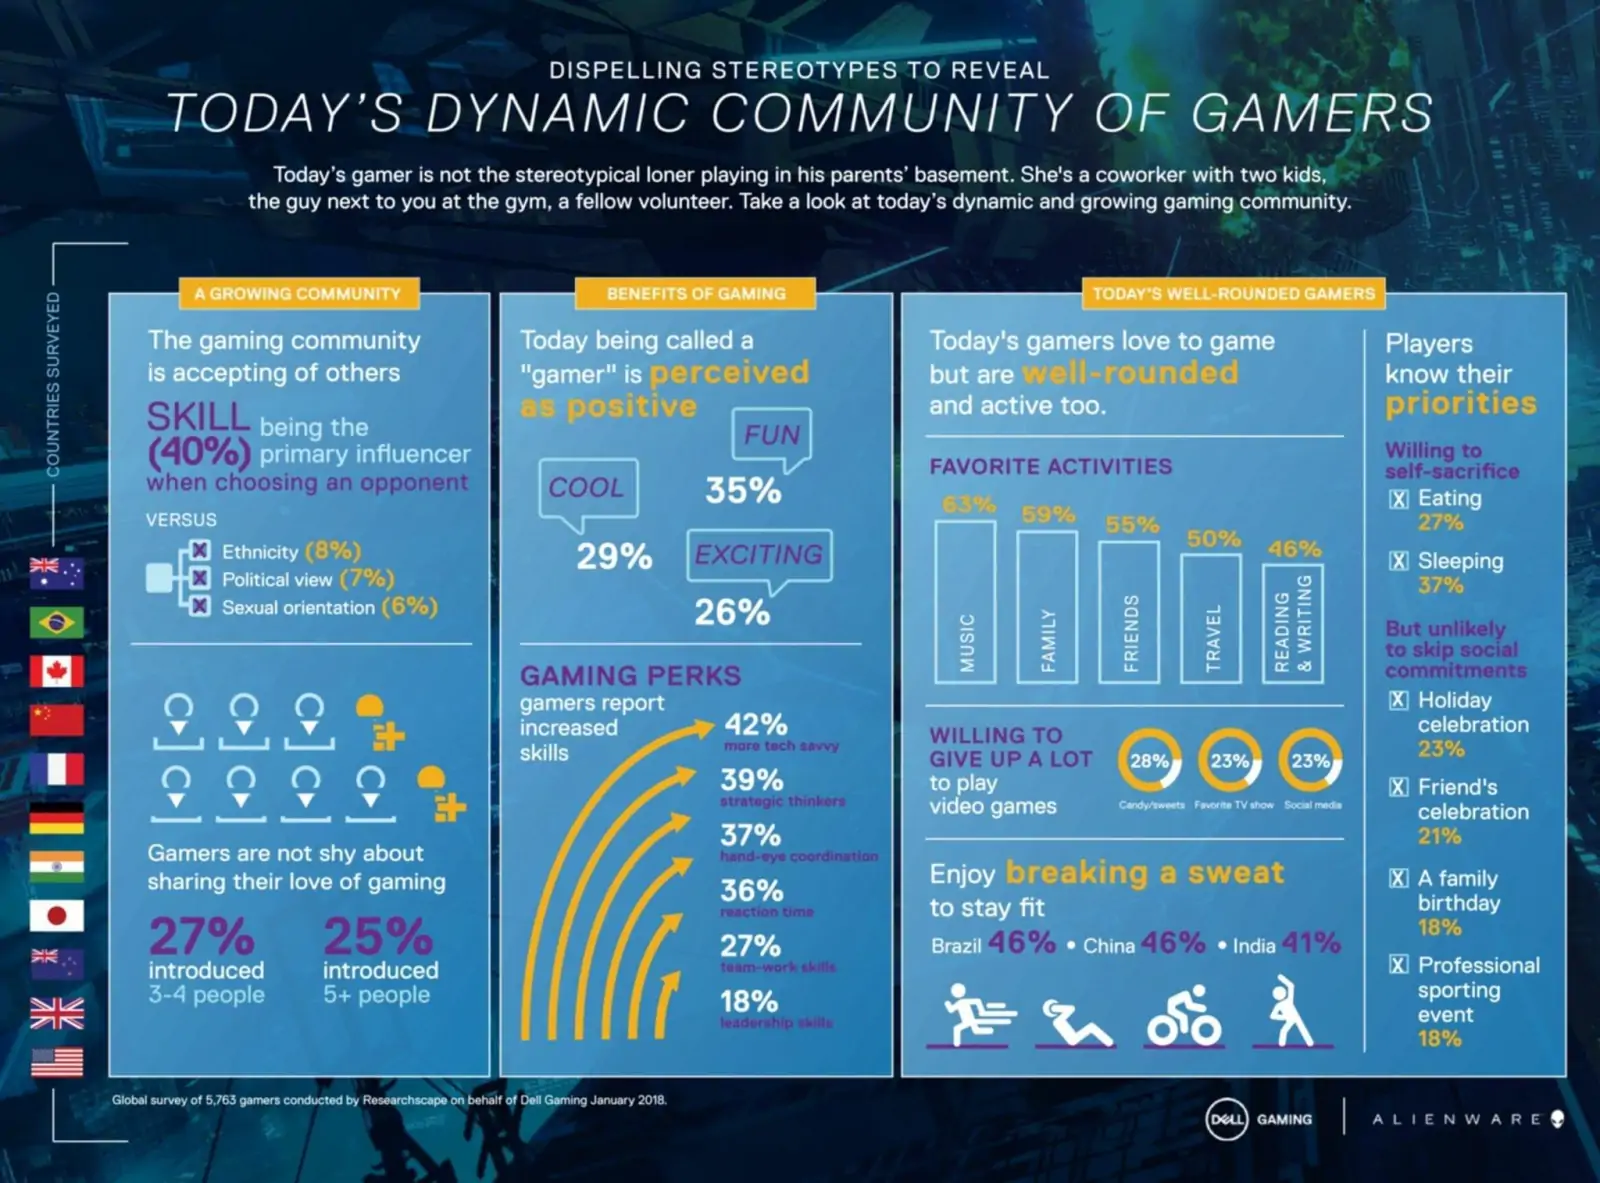 DISPELLING STEREOTYPES TO REVEAL
TODAY'S DYNAMIC COMMUNITY OF GAMERS
Today's gamer is not the stereotypical loner playing in his parents' basement. She's a coworker with two kids,
the guy next to you at the gym, a fellow volunteer. Take a look at today's dynamic and growing gaming community.
COUNTRIES SURVEYED
A GROWING COMMUNITY
The gaming community
is accepting of others
SKILL
(40%)
being the
primary influencer
when choosing an opponent
VERSUS
X Ethnicity (8%)
X Political view (7%)
X Sexual orientation (6%)
Gamers are not shy about
sharing their love of gaming
27%
introduced
3-4 people
25%
introduced
5+ people
BENEFITS OF GAMING
Today being called a
"gamer" is perceived
as positive
FUN
35%
COOL
29%
EXCITING
26%
GAMING PERKS
gamers report
increased
skills
42%
more tech savvy
39%
strategic thinkers
37%
hand-eye coordination
36%
reaction time
27%
team-work skills
18%
leadership skills
TODAY'S WELL-ROUNDED GAMERS
Today's gamers love to game
but are well-rounded
and active too.
FAVORITE ACTIVITIES
63%
MUSIC
59%
FAMILY
55%
FRIENDS
50%
TRAVEL
46%
READING
& WRITING
WILLING TO
GIVE UP A LOT
to play
video games
28%
Candy/sweets
23%
Favorite TV show
23%
Social media
Enjoy breaking a sweat
to stay fit
Brazil 46% • China 46% • India 41%
Players
know their
priorities
Willing to
self-sacrifice
X Eating
27%
X Sleeping
37%
But unlikely
to skip social
commitments
X Holiday
celebration
23%
X Friend's
celebration
21%
X A family
birthday
18%
X Professional
sporting
event
18%
Global survey of 5,763 gamers conducted by Researchscape on behalf of Dell Gaming January 2018.
DELL GAMING
ALIENWARE